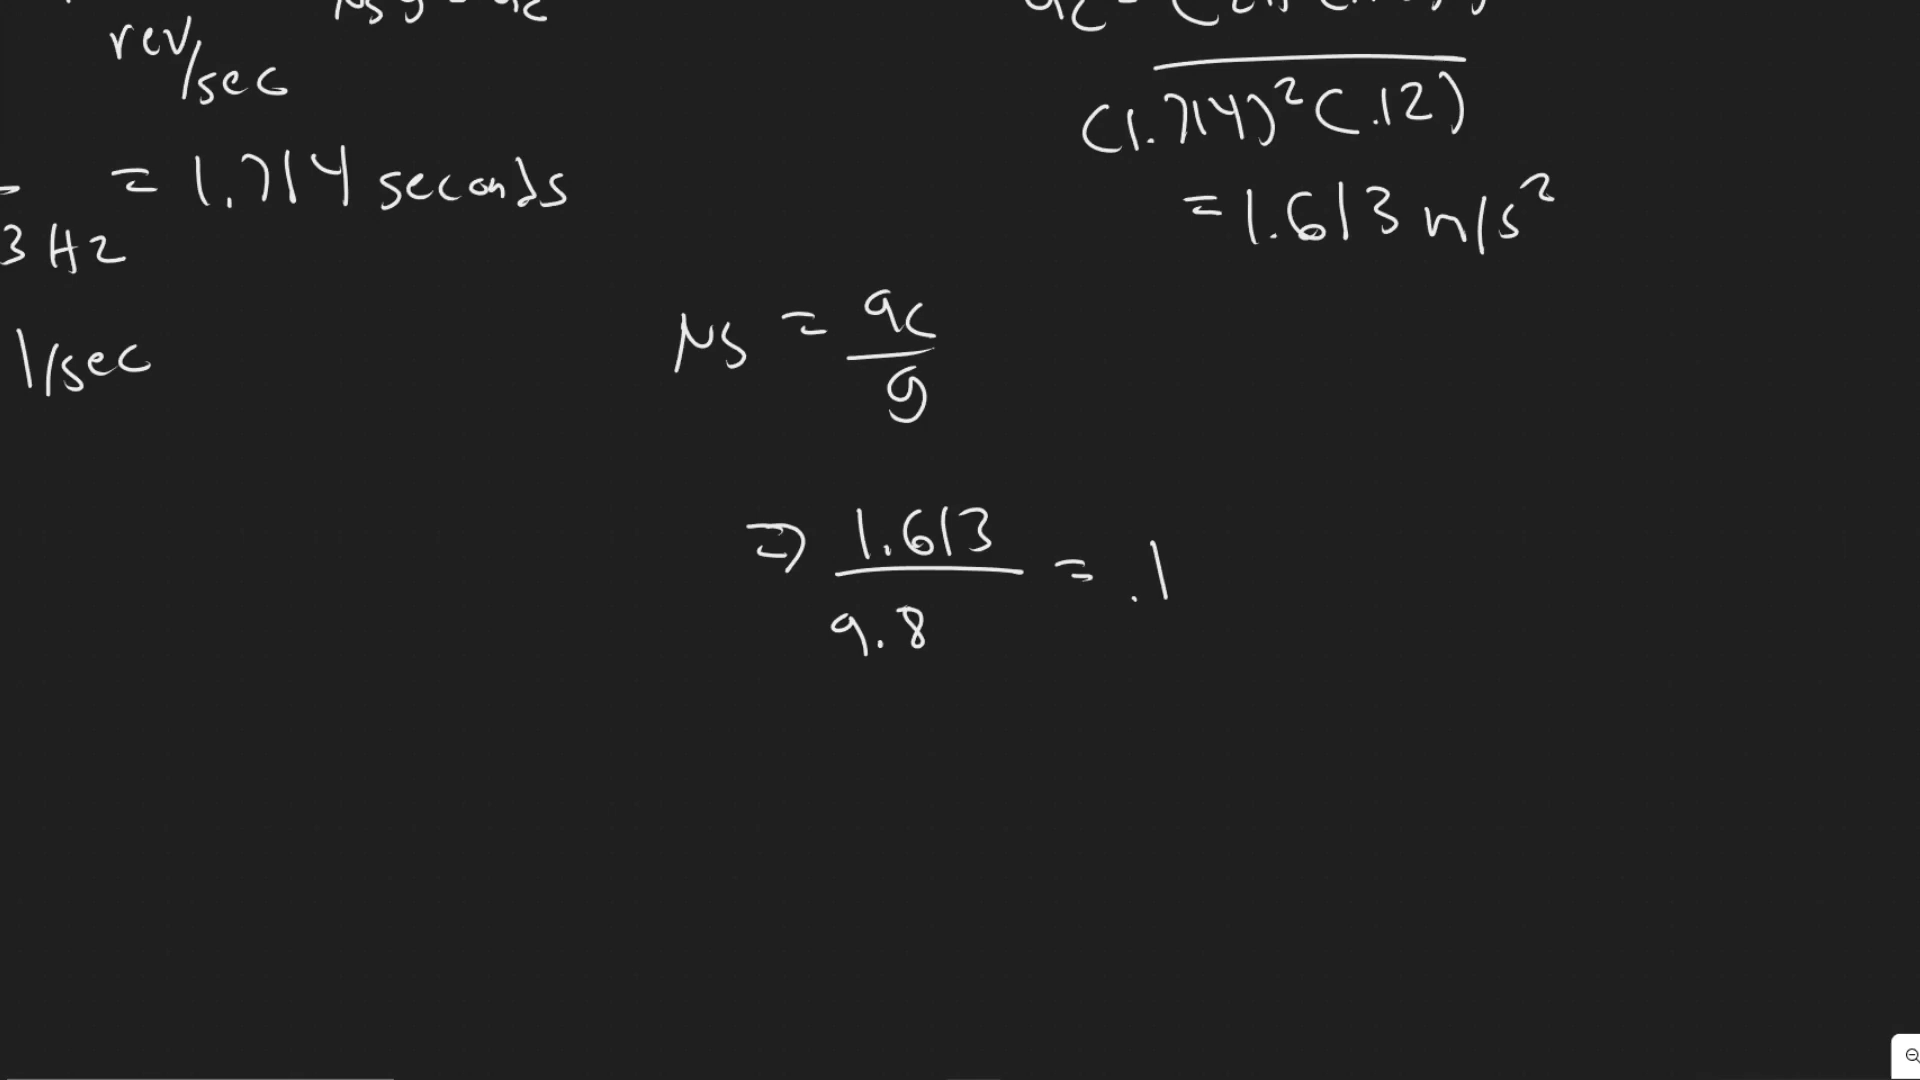 rev/sec
= 1.714 seconds
3 Hz
1/sec
(1.714)²(.12)
= 1.613 m/s²
μs = ac/g
⇒ 1.613/9.8 = .1